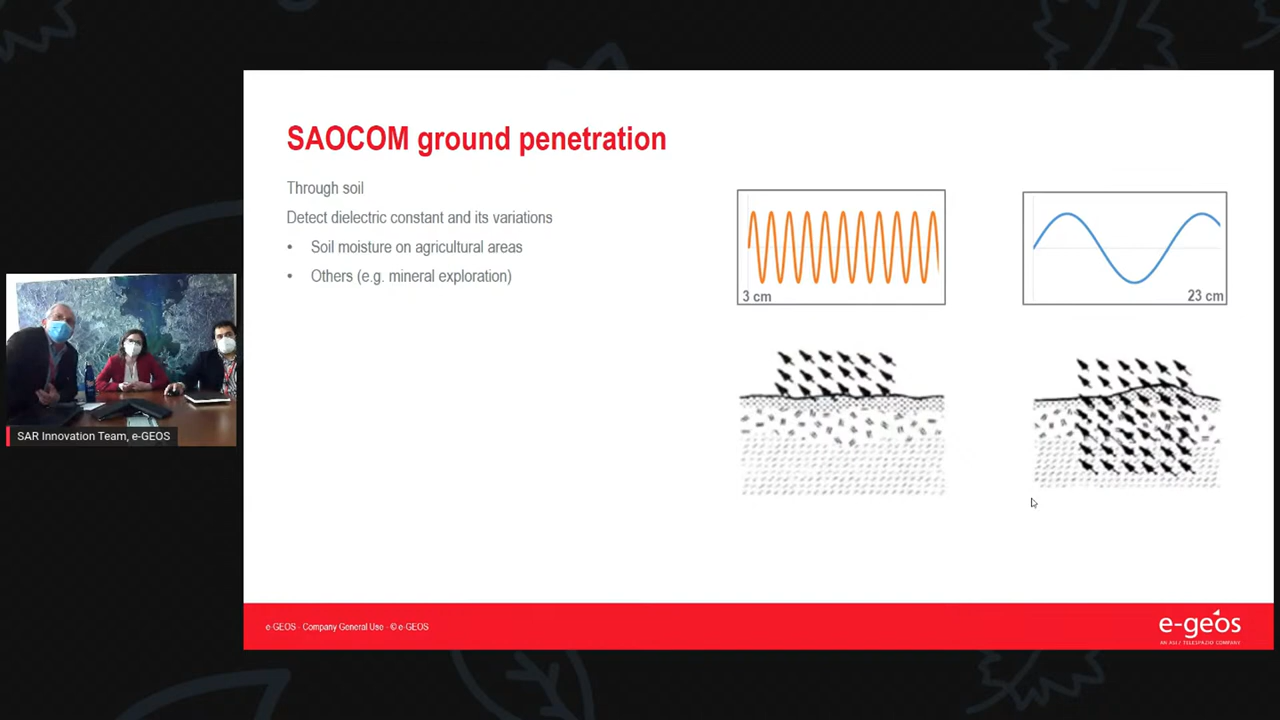 SAOCOM ground penetration
Through soil
Detect dielectric constant and its variations
• Soil moisture on agricultural areas
• Others (e.g. mineral exploration)
3 cm
23 cm
SAR Innovation Team, e-GEOS
e-GEOS - Company General Use - © e-GEOS
e-geos
AN ASI / TELESPAZIO COMPANY